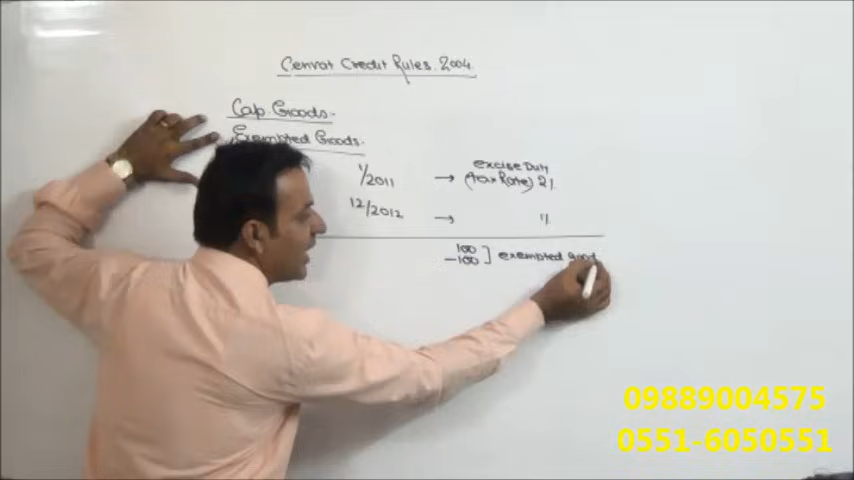 Cenvat Credit Rules. 2004.
Cap. Goods.
Exempted Goods.
1/2011 → excise Duty (tax Rate) 2%
12/2012 → "
100
-100 ] exempted good
09889004575
0551-6050551